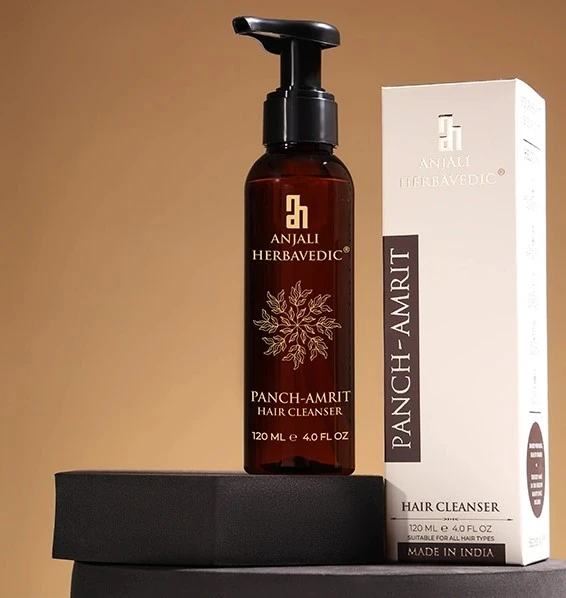 ah
ANJALI
HERBAVEDIC®
PANCH-AMRIT
HAIR CLEANSER
120 ML ℮ 4.0 FL OZ
ah
ANJALI
HERBAVEDIC®
PANCH-AMRIT
HAIR CLEANSER
120 ML ℮ 4.0 FL OZ
SUITABLE FOR ALL HAIR TYPES
MADE IN INDIA